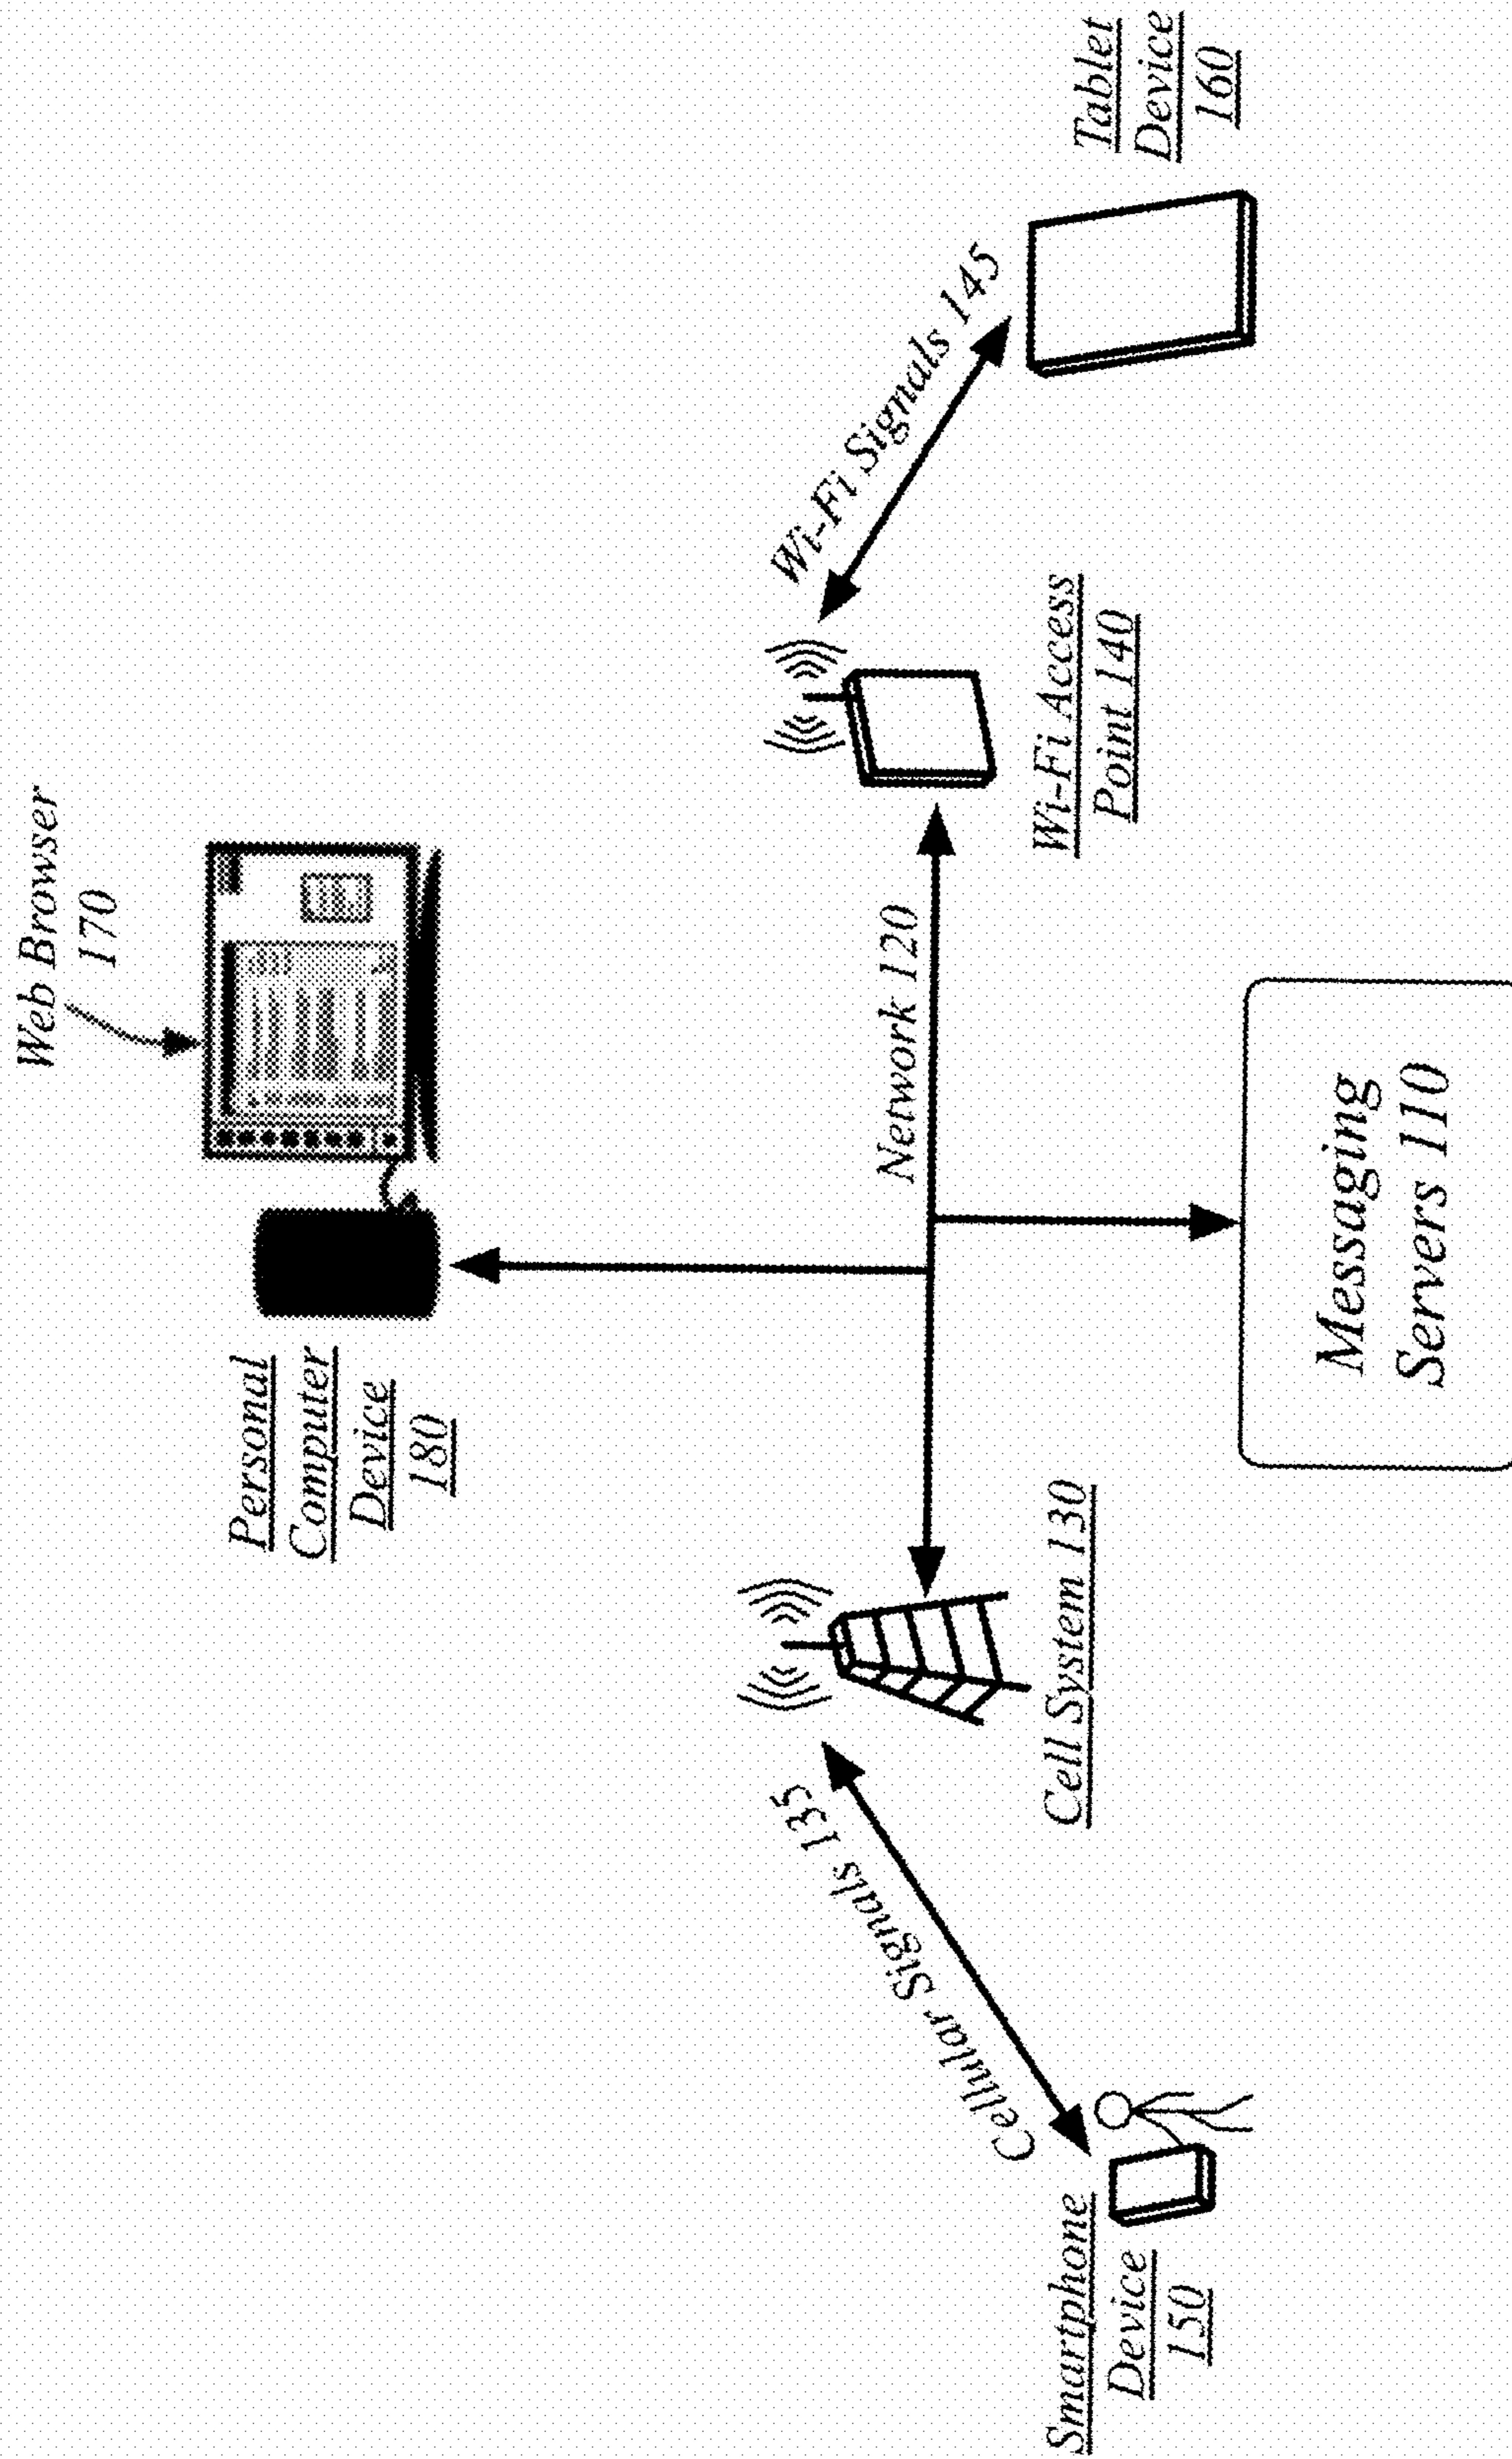 Web Browser
170
Personal
Computer
Device
180
Cellular Signals 135
Network 120
Wi-Fi Signals 145
Smartphone
Device
150
Cell System 130
Wi-Fi Access
Point 140
Tablet
Device
160
Messaging
Servers 110